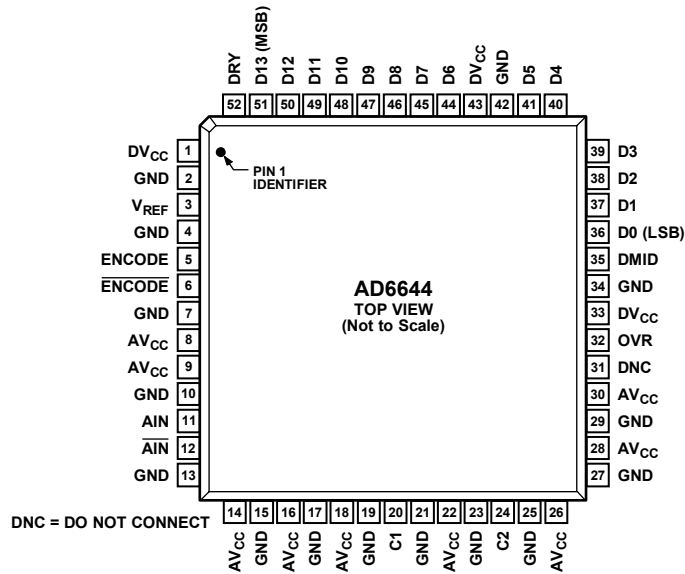 DRY
D13 (MSB)
D12
D11
D10
D9
D8
D7
D6
DVCC
GND
D5
D4
52 51 50 49 48 47 46 45 44 43 42 41 40
DVCC 1
GND 2
VREF 3
GND 4
ENCODE 5
ENCODE 6
GND 7
AVCC 8
AVCC 9
GND 10
AIN 11
AIN 12
GND 13
PIN 1
IDENTIFIER
AD6644
TOP VIEW
(Not to Scale)
39 D3
38 D2
37 D1
36 D0 (LSB)
35 DMID
34 GND
33 DVCC
32 OVR
31 DNC
30 AVCC
29 GND
28 AVCC
27 GND
DNC = DO NOT CONNECT
14 15 16 17 18 19 20 21 22 23 24 25 26
AVCC
GND
AVCC
GND
AVCC
GND
C1
GND
AVCC
GND
C2
GND
AVCC